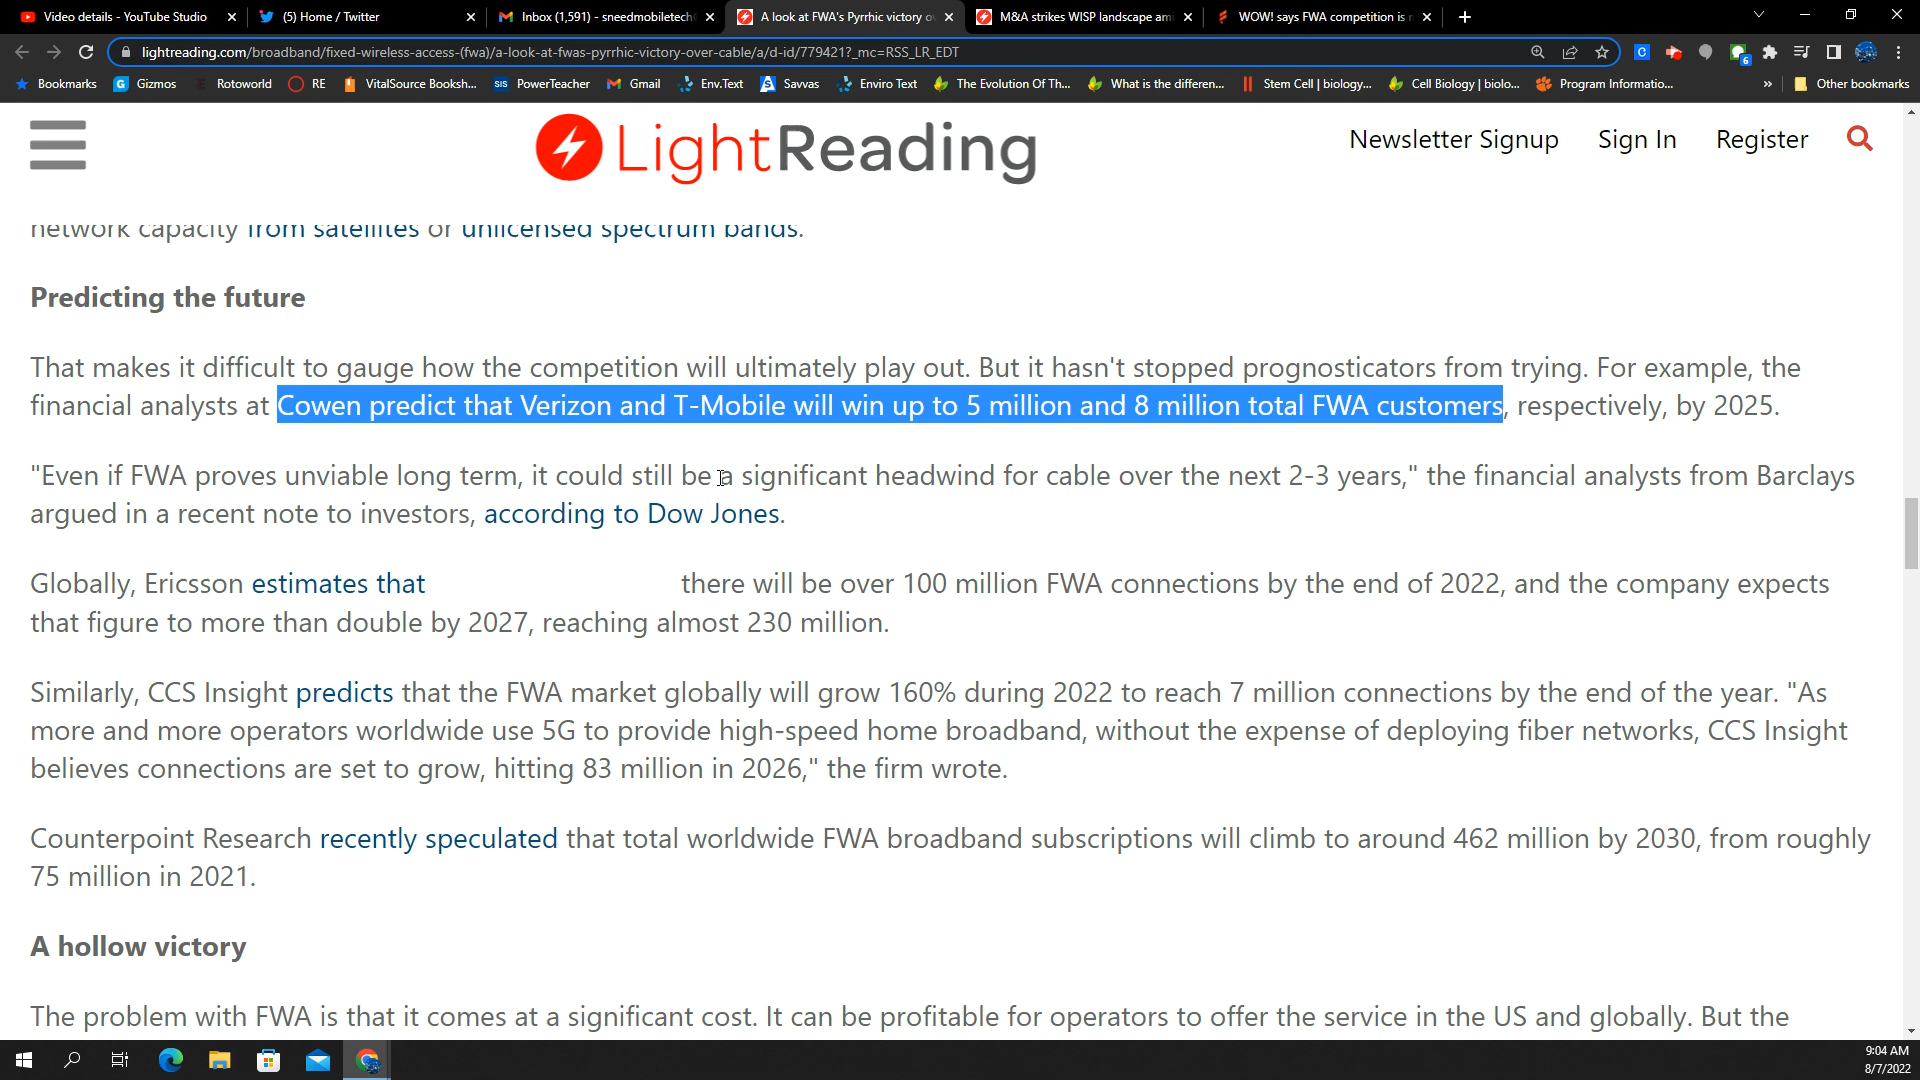 Video details - YouTube Studio
(5) Home / Twitter
Inbox (1,591) - sneedmobiletech
A look at FWA's Pyrrhic victory o
M&A strikes WISP landscape ami
WOW! says FWA competition is
lightreading.com/broadband/fixed-wireless-access-(fwa)/a-look-at-fwas-pyrrhic-victory-over-cable/a/d-id/779421?_mc=RSS_LR_EDT
6
Bookmarks
Gizmos
Rotoworld
RE
VitalSource Booksh...
SIS PowerTeacher
Gmail
Env.Text
Savvas
Enviro Text
The Evolution Of Th...
What is the differen...
Stem Cell | biology...
Cell Biology | biolo...
Program Informatio...
»
Other bookmarks
LightReading
Newsletter Signup
Sign In
Register
network capacity from satellites or unlicensed spectrum bands.
Predicting the future
That makes it difficult to gauge how the competition will ultimately play out. But it hasn't stopped prognosticators from trying. For example, the
financial analysts at Cowen predict that Verizon and T-Mobile will win up to 5 million and 8 million total FWA customers, respectively, by 2025.
"Even if FWA proves unviable long term, it could still be a significant headwind for cable over the next 2-3 years," the financial analysts from Barclays
argued in a recent note to investors, according to Dow Jones.
Globally, Ericsson estimates that there will be over 100 million FWA connections by the end of 2022, and the company expects
that figure to more than double by 2027, reaching almost 230 million.
Similarly, CCS Insight predicts that the FWA market globally will grow 160% during 2022 to reach 7 million connections by the end of the year. "As
more and more operators worldwide use 5G to provide high-speed home broadband, without the expense of deploying fiber networks, CCS Insight
believes connections are set to grow, hitting 83 million in 2026," the firm wrote.
Counterpoint Research recently speculated that total worldwide FWA broadband subscriptions will climb to around 462 million by 2030, from roughly
75 million in 2021.
A hollow victory
The problem with FWA is that it comes at a significant cost. It can be profitable for operators to offer the service in the US and globally. But the
9:04 AM
8/7/2022